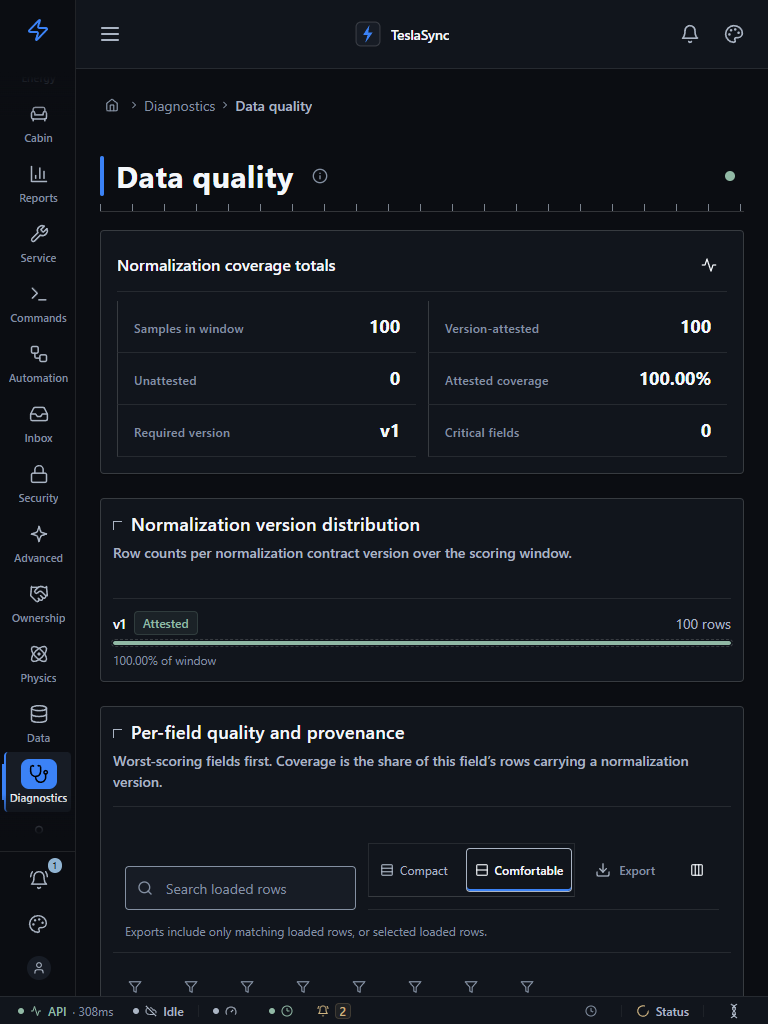 TeslaSync
Diagnostics
Data quality
Data quality
Cabin
Reports
Service
Commands
Automation
Inbox
Security
Advanced
Ownership
Physics
Data
Diagnostics
1
Normalization coverage totals
Samples in window 100
Version-attested 100
Unattested 0
Attested coverage 100.00%
Required version v1
Critical fields 0
Normalization version distribution
Row counts per normalization contract version over the scoring window.
v1 Attested 100 rows
100.00% of window
Per-field quality and provenance
Worst-scoring fields first. Coverage is the share of this field’s rows carrying a normalization
version.
Search loaded rows
Compact
Comfortable
Export
Exports include only matching loaded rows, or selected loaded rows.
API · 308ms Idle 2 Status